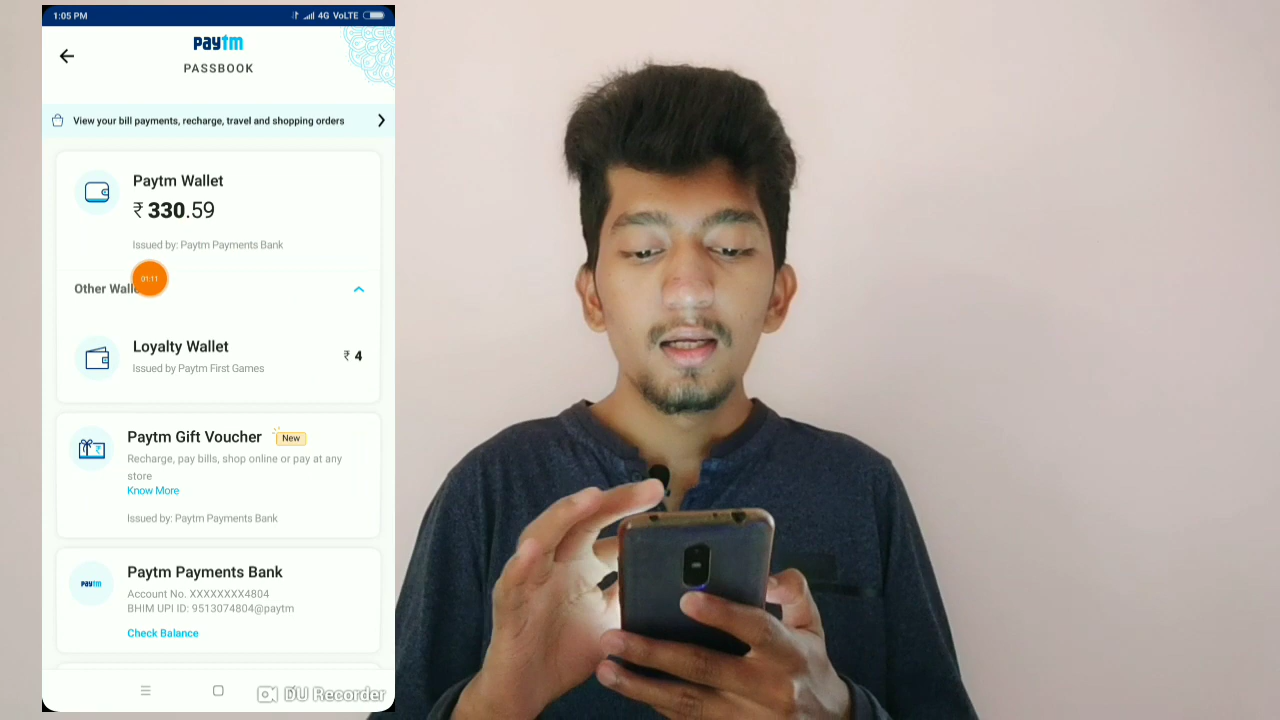 1:05 PM
4G VoLTE
paytm
PASSBOOK
View your bill payments, recharge, travel and shopping orders
Paytm Wallet
₹ 330.59
Issued by: Paytm Payments Bank
01:11
Other Walle
Loyalty Wallet
₹ 4
Issued by Paytm First Games
Paytm Gift Voucher New
Recharge, pay bills, shop online or pay at any
store
Know More
Issued by: Paytm Payments Bank
paytm
Paytm Payments Bank
Account No. XXXXXXXX4804
BHIM UPI ID: 9513074804@paytm
Check Balance
DU Recorder